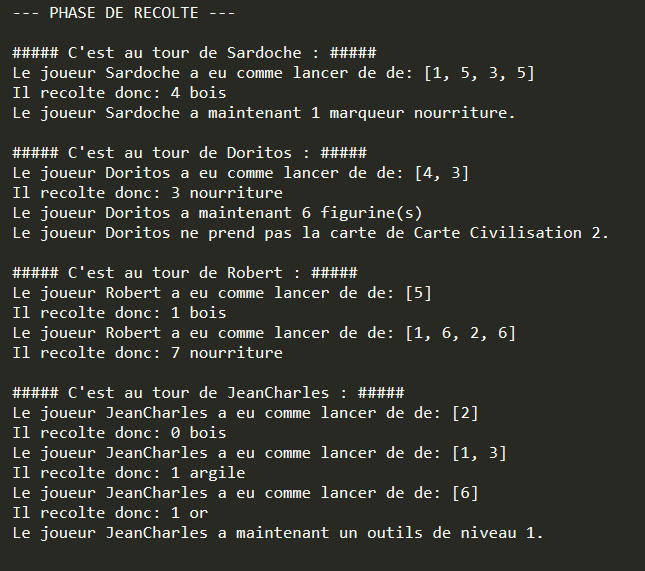 --- PHASE DE RECOLTE ---
##### C'est au tour de Sardoche : #####
Le joueur Sardoche a eu comme lancer de de: [1, 5, 3, 5]
Il recolte donc: 4 bois
Le joueur Sardoche a maintenant 1 marqueur nourriture.
##### C'est au tour de Doritos : #####
Le joueur Doritos a eu comme lancer de de: [4, 3]
Il recolte donc: 3 nourriture
Le joueur Doritos a maintenant 6 figurine(s)
Le joueur Doritos ne prend pas la carte de Carte Civilisation 2.
##### C'est au tour de Robert : #####
Le joueur Robert a eu comme lancer de de: [5]
Il recolte donc: 1 bois
Le joueur Robert a eu comme lancer de de: [1, 6, 2, 6]
Il recolte donc: 7 nourriture
##### C'est au tour de JeanCharles : #####
Le joueur JeanCharles a eu comme lancer de de: [2]
Il recolte donc: 0 bois
Le joueur JeanCharles a eu comme lancer de de: [1, 3]
Il recolte donc: 1 argile
Le joueur JeanCharles a eu comme lancer de de: [6]
Il recolte donc: 1 or
Le joueur JeanCharles a maintenant un outils de niveau 1.